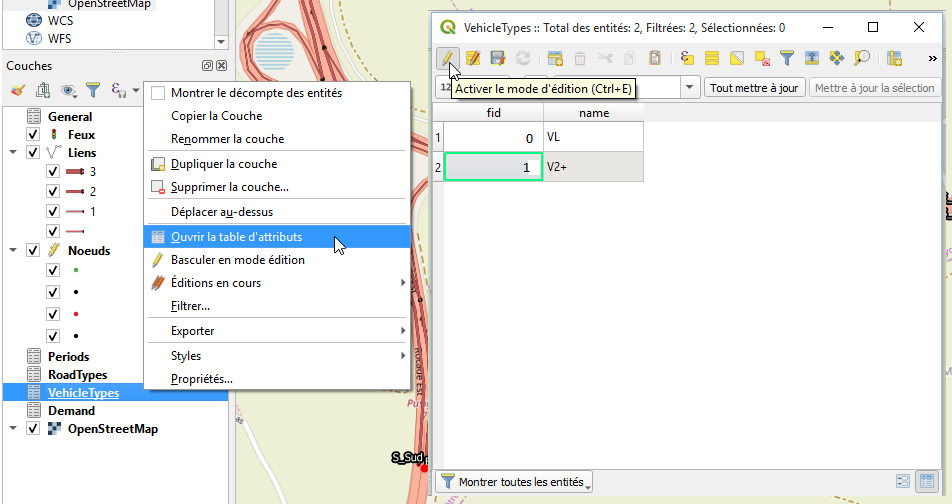 OpenStreetMap
WCS
WFS
Couches
General
Feux
Liens
3
2
1
Noeuds
Periods
RoadTypes
VehicleTypes
Demand
OpenStreetMap
Montrer le décompte des entités
Copier la Couche
Renommer la couche
Dupliquer la couche
Supprimer la couche...
Déplacer au-dessus
Ouvrir la table d'attributs
Basculer en mode édition
Éditions en cours
Filtrer...
Exporter
Styles
Propriétés...
Rocade Est
S_Sud
VehicleTypes :: Total des entités: 2, Filtrées: 2, Sélectionnées: 0
Activer le mode d'édition (Ctrl+E)
Tout mettre à jour
Mettre à jour la sélection
fid name
1 0 VL
2 1 V2+
Montrer toutes les entités